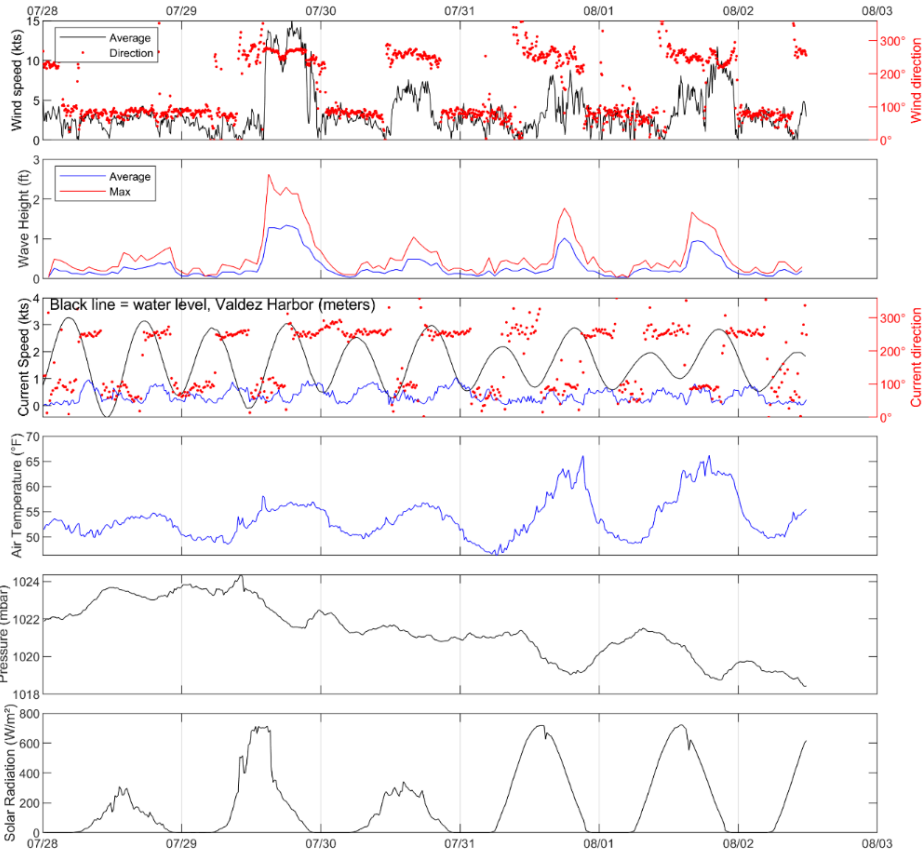 07/28 07/29 07/30 07/31 08/01 08/02 08/03
Wind speed (kts)
15
10
5
0
Average
Direction
300°
200°
100°
0°
Wind direction
Wave Height (ft)
3
2
1
0
Average
Max
Black line = water level, Valdez Harbor (meters)
Current Speed (kts)
4
3
2
1
0
300°
200°
100°
0°
Current direction
Air Temperature (°F)
70
65
60
55
50
Pressure (mbar)
1024
1022
1020
1018
Solar Radiation (W/m²)
800
600
400
200
0
07/28 07/29 07/30 07/31 08/01 08/02 08/03